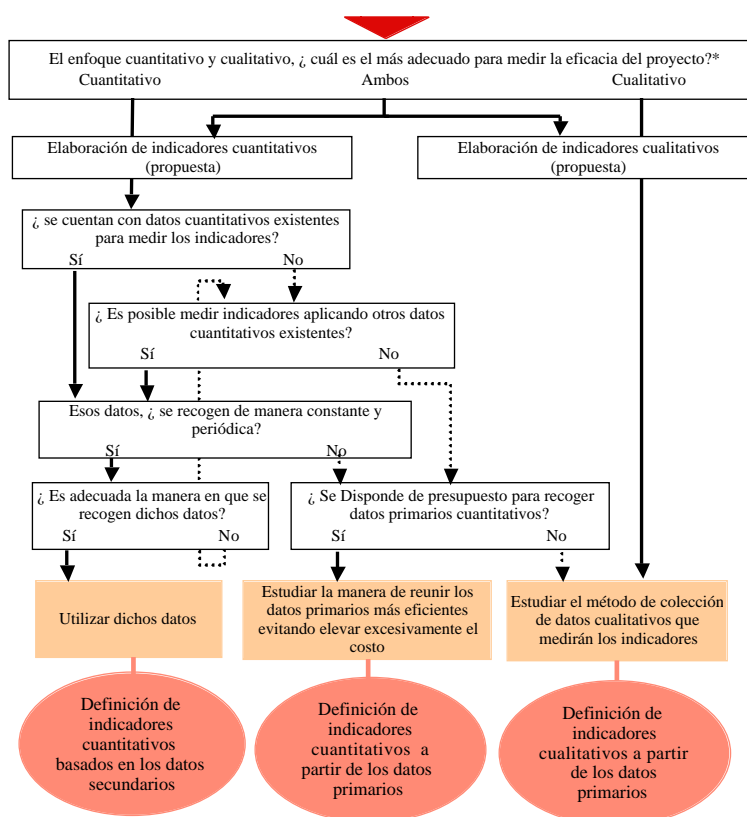 El enfoque cuantitativo y cualitativo, ¿ cuál es el más adecuado para medir la eficacia del proyecto?*
Cuantitativo Ambos Cualitativo
Elaboración de indicadores cuantitativos
(propuesta)
Elaboración de indicadores cualitativos
(propuesta)
¿ se cuentan con datos cuantitativos existentes
para medir los indicadores?
Sí No
¿ Es posible medir indicadores aplicando otros datos
cuantitativos existentes?
Sí No
Esos datos, ¿ se recogen de manera constante y
periódica?
Sí No
¿ Es adecuada la manera en que se
recogen dichos datos?
Sí No
¿ Se Disponde de presupuesto para recoger
datos primarios cuantitativos?
Sí No
Utilizar dichos datos
Estudiar la manera de reunir los
datos primarios más eficientes
evitando elevar excesivamente el
costo
Estudiar el método de colección
de datos cualitativos que
medirán los indicadores
Definición de
indicadores
cuantitativos
basados en los datos
secundarios
Definición de
indicadores
cuantitativos a
partir de los datos
primarios
Definición de
indicadores
cualitativos a partir
de los datos
primarios